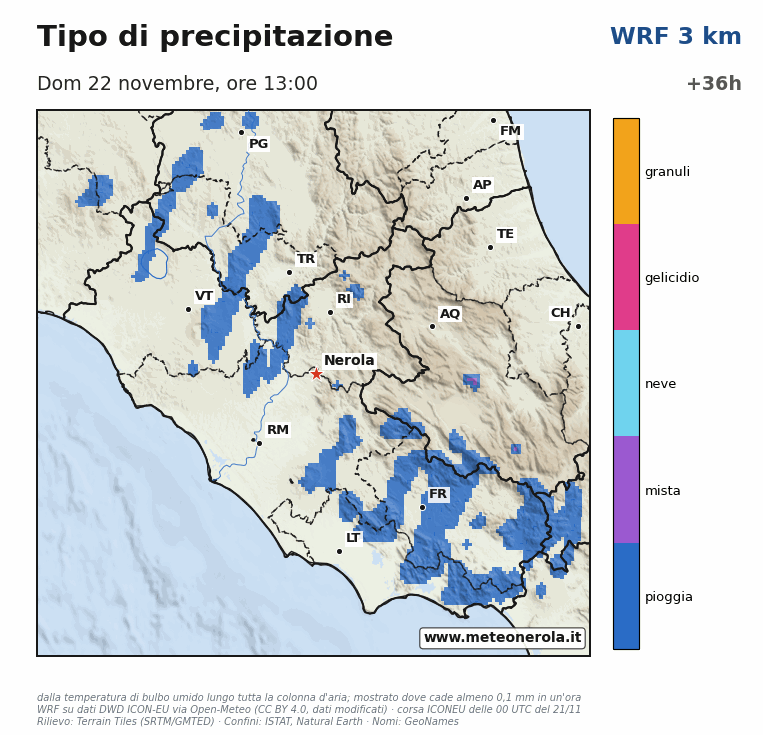 Tipo di precipitazione
WRF 3 km
Dom 22 novembre, ore 13:00
+36h
FM
PG
AP
TE
TR
VT
RI
AQ
CH
Nerola
RM
FR
LT
www.meteonerola.it
granuli
gelicidio
neve
mista
pioggia
dalla temperatura di bulbo umido lungo tutta la colonna d'aria; mostrato dove cade almeno 0,1 mm in un'ora
WRF su dati DWD ICON-EU via Open-Meteo (CC BY 4.0, dati modificati) · corsa ICONEU delle 00 UTC del 21/11
Rilievo: Terrain Tiles (SRTM/GMTED) · Confini: ISTAT, Natural Earth · Nomi: GeoNames